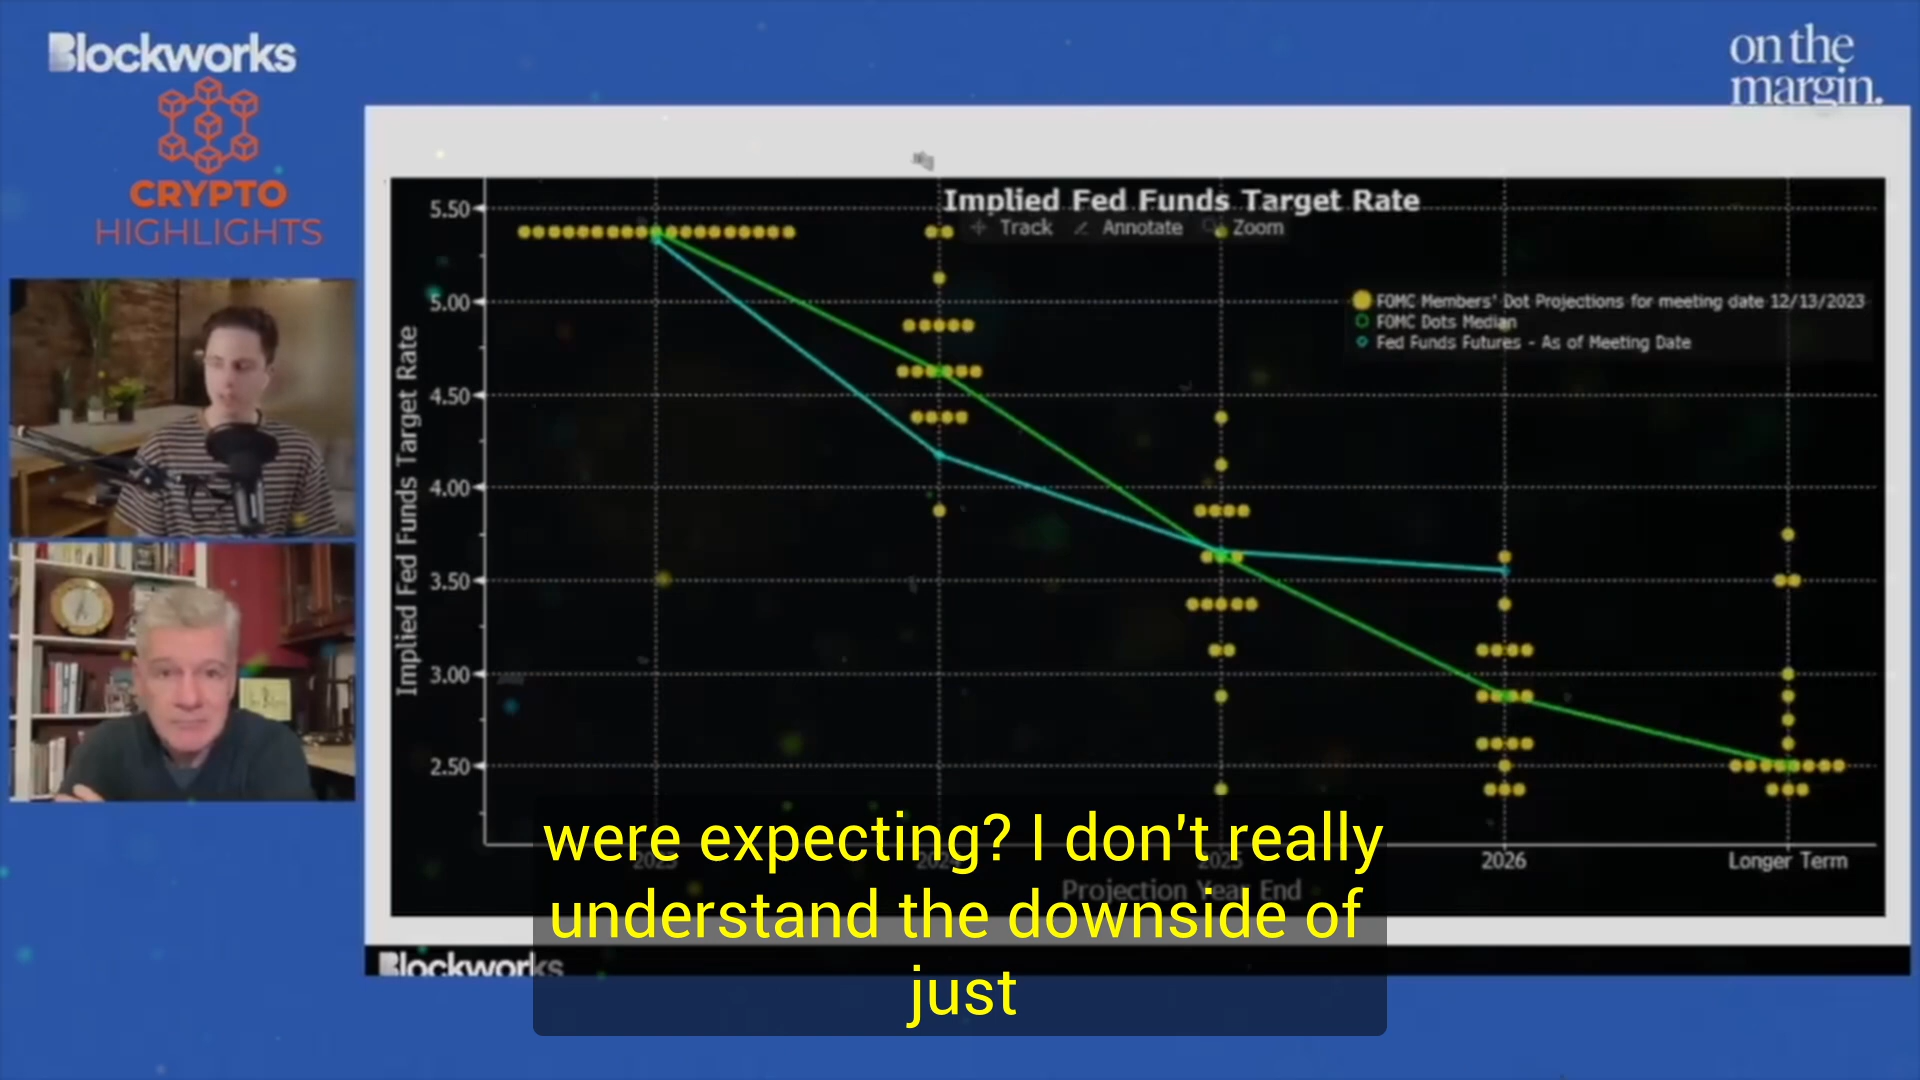 Blockworks
on the
margin.
CRYPTO
HIGHLIGHTS
Implied Fed Funds Target Rate
Track Annotate Zoom
5.50
5.00
4.50
4.00
3.50
3.00
2.50
Implied Fed Funds Target Rate
FOMC Members' Dot Projections for meeting date 12/13/2023
FOMC Dots Median
Fed Funds Futures - As of Meeting Date
2023 2024 2025 2026 Longer Term
Projection Year End
were expecting? I don't really
understand the downside of
just
Blockworks